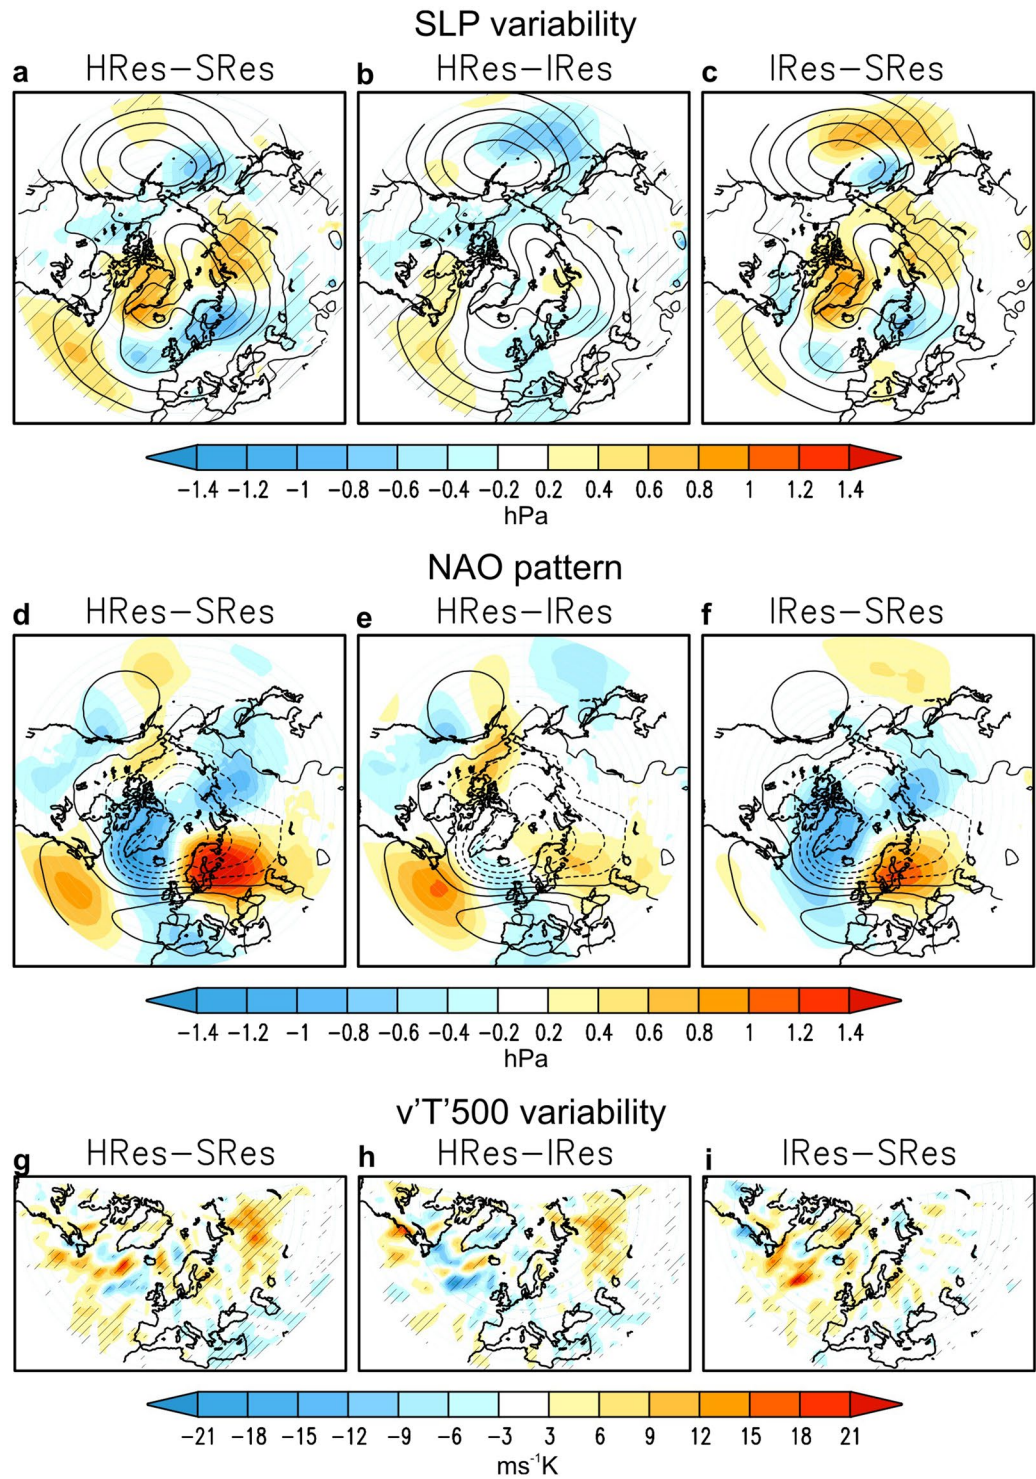 SLP variability
a HRes–SRes
b HRes–IRes
c IRes–SRes
−1.4 −1.2 −1 −0.8 −0.6 −0.4 −0.2 0.2 0.4 0.6 0.8 1 1.2 1.4
hPa
NAO pattern
d HRes–SRes
e HRes–IRes
f IRes–SRes
−1.4 −1.2 −1 −0.8 −0.6 −0.4 −0.2 0.2 0.4 0.6 0.8 1 1.2 1.4
hPa
v'T'500 variability
g HRes–SRes
h HRes–IRes
i IRes–SRes
−21 −18 −15 −12 −9 −6 −3 3 6 9 12 15 18 21
ms⁻¹K